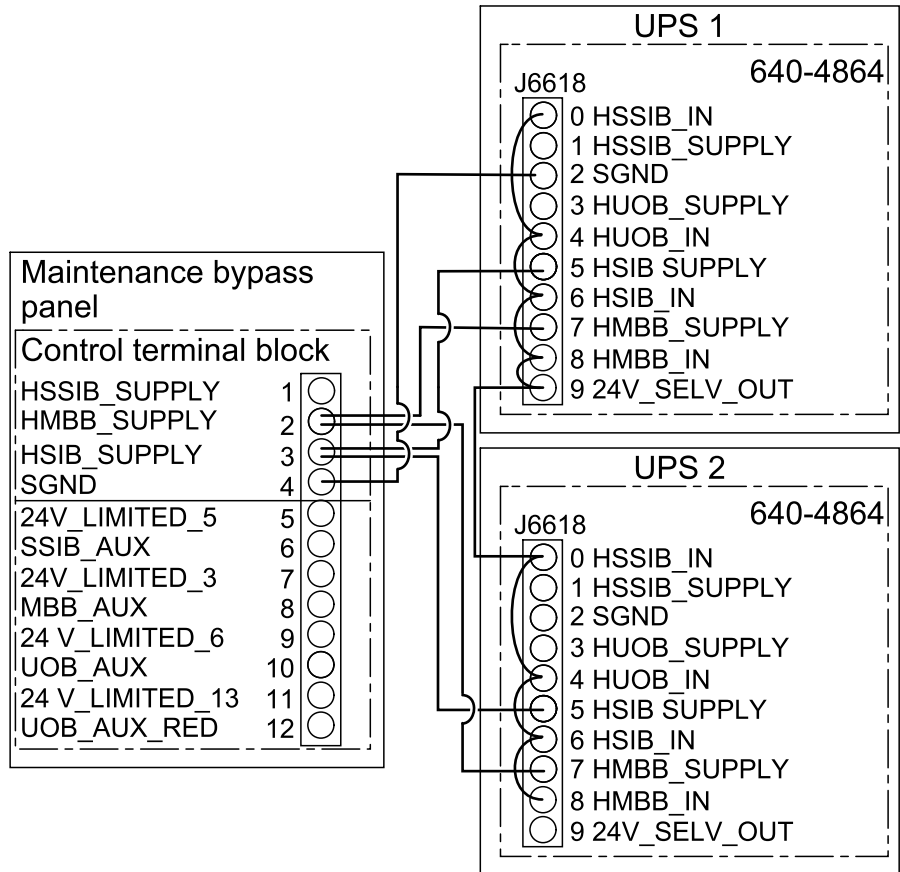 UPS 1
640-4864
J6618
0 HSSIB_IN
1 HSSIB_SUPPLY
2 SGND
3 HUOB_SUPPLY
4 HUOB_IN
5 HSIB SUPPLY
6 HSIB_IN
7 HMBB_SUPPLY
8 HMBB_IN
9 24V_SELV_OUT
Maintenance bypass
panel
Control terminal block
HSSIB_SUPPLY 1
HMBB_SUPPLY 2
HSIB_SUPPLY 3
SGND 4
24V_LIMITED_5 5
SSIB_AUX 6
24V_LIMITED_3 7
MBB_AUX 8
24 V_LIMITED_6 9
UOB_AUX 10
24 V_LIMITED_13 11
UOB_AUX_RED 12
UPS 2
640-4864
J6618
0 HSSIB_IN
1 HSSIB_SUPPLY
2 SGND
3 HUOB_SUPPLY
4 HUOB_IN
5 HSIB SUPPLY
6 HSIB_IN
7 HMBB_SUPPLY
8 HMBB_IN
9 24V_SELV_OUT